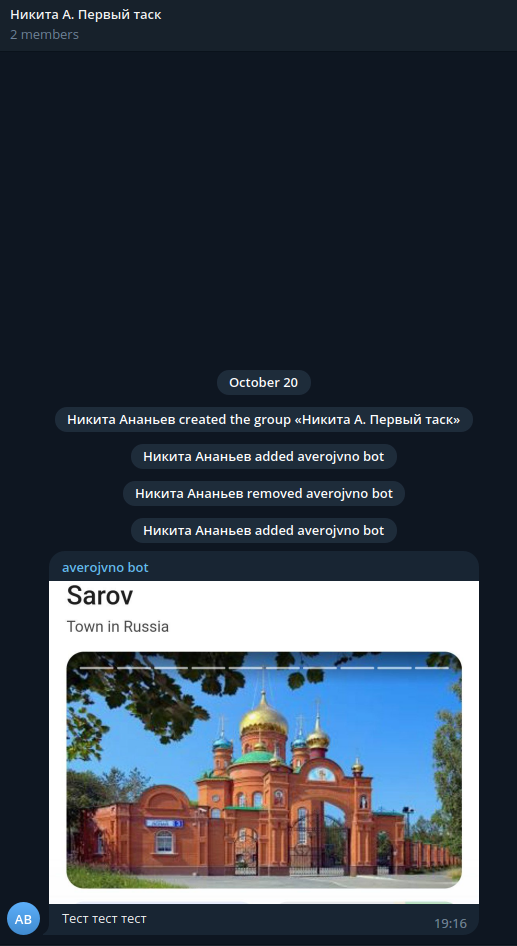 Никита А. Первый таск
2 members
October 20
Никита Ананьев created the group «Никита А. Первый таск»
Никита Ананьев added averojvno bot
Никита Ананьев removed averojvno bot
Никита Ананьев added averojvno bot
averojvno bot
Sarov
Town in Russia
AB
Тест тест тест
19:16